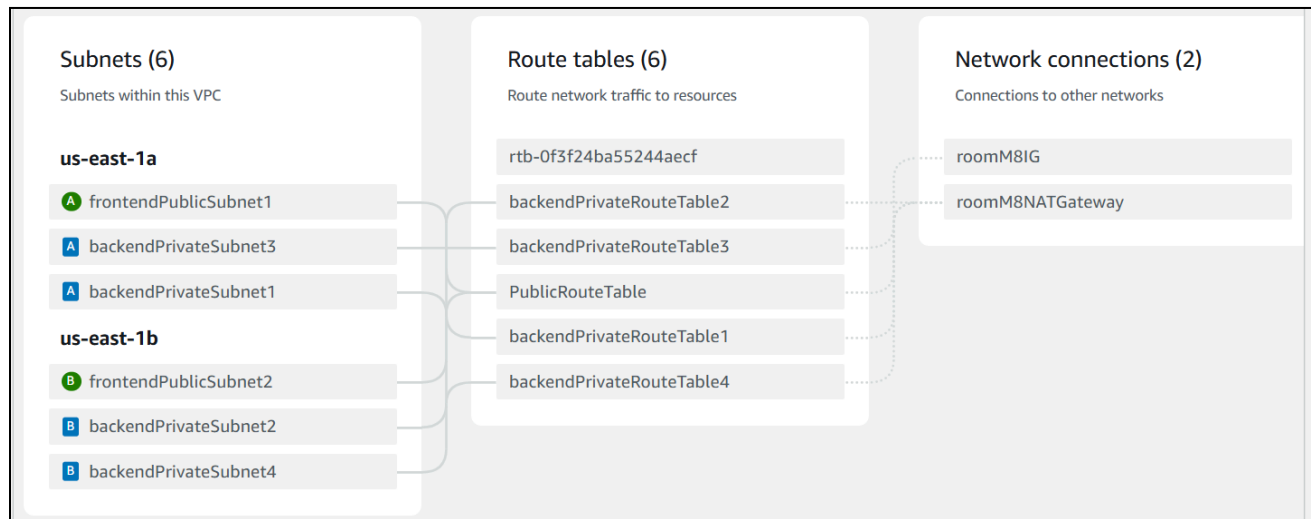 Subnets (6)
Subnets within this VPC
us-east-1a
A frontendPublicSubnet1
A backendPrivateSubnet3
A backendPrivateSubnet1
us-east-1b
B frontendPublicSubnet2
B backendPrivateSubnet2
B backendPrivateSubnet4
Route tables (6)
Route network traffic to resources
rtb-0f3f24ba55244aecf
backendPrivateRouteTable2
backendPrivateRouteTable3
PublicRouteTable
backendPrivateRouteTable1
backendPrivateRouteTable4
Network connections (2)
Connections to other networks
roomM8IG
roomM8NATGateway